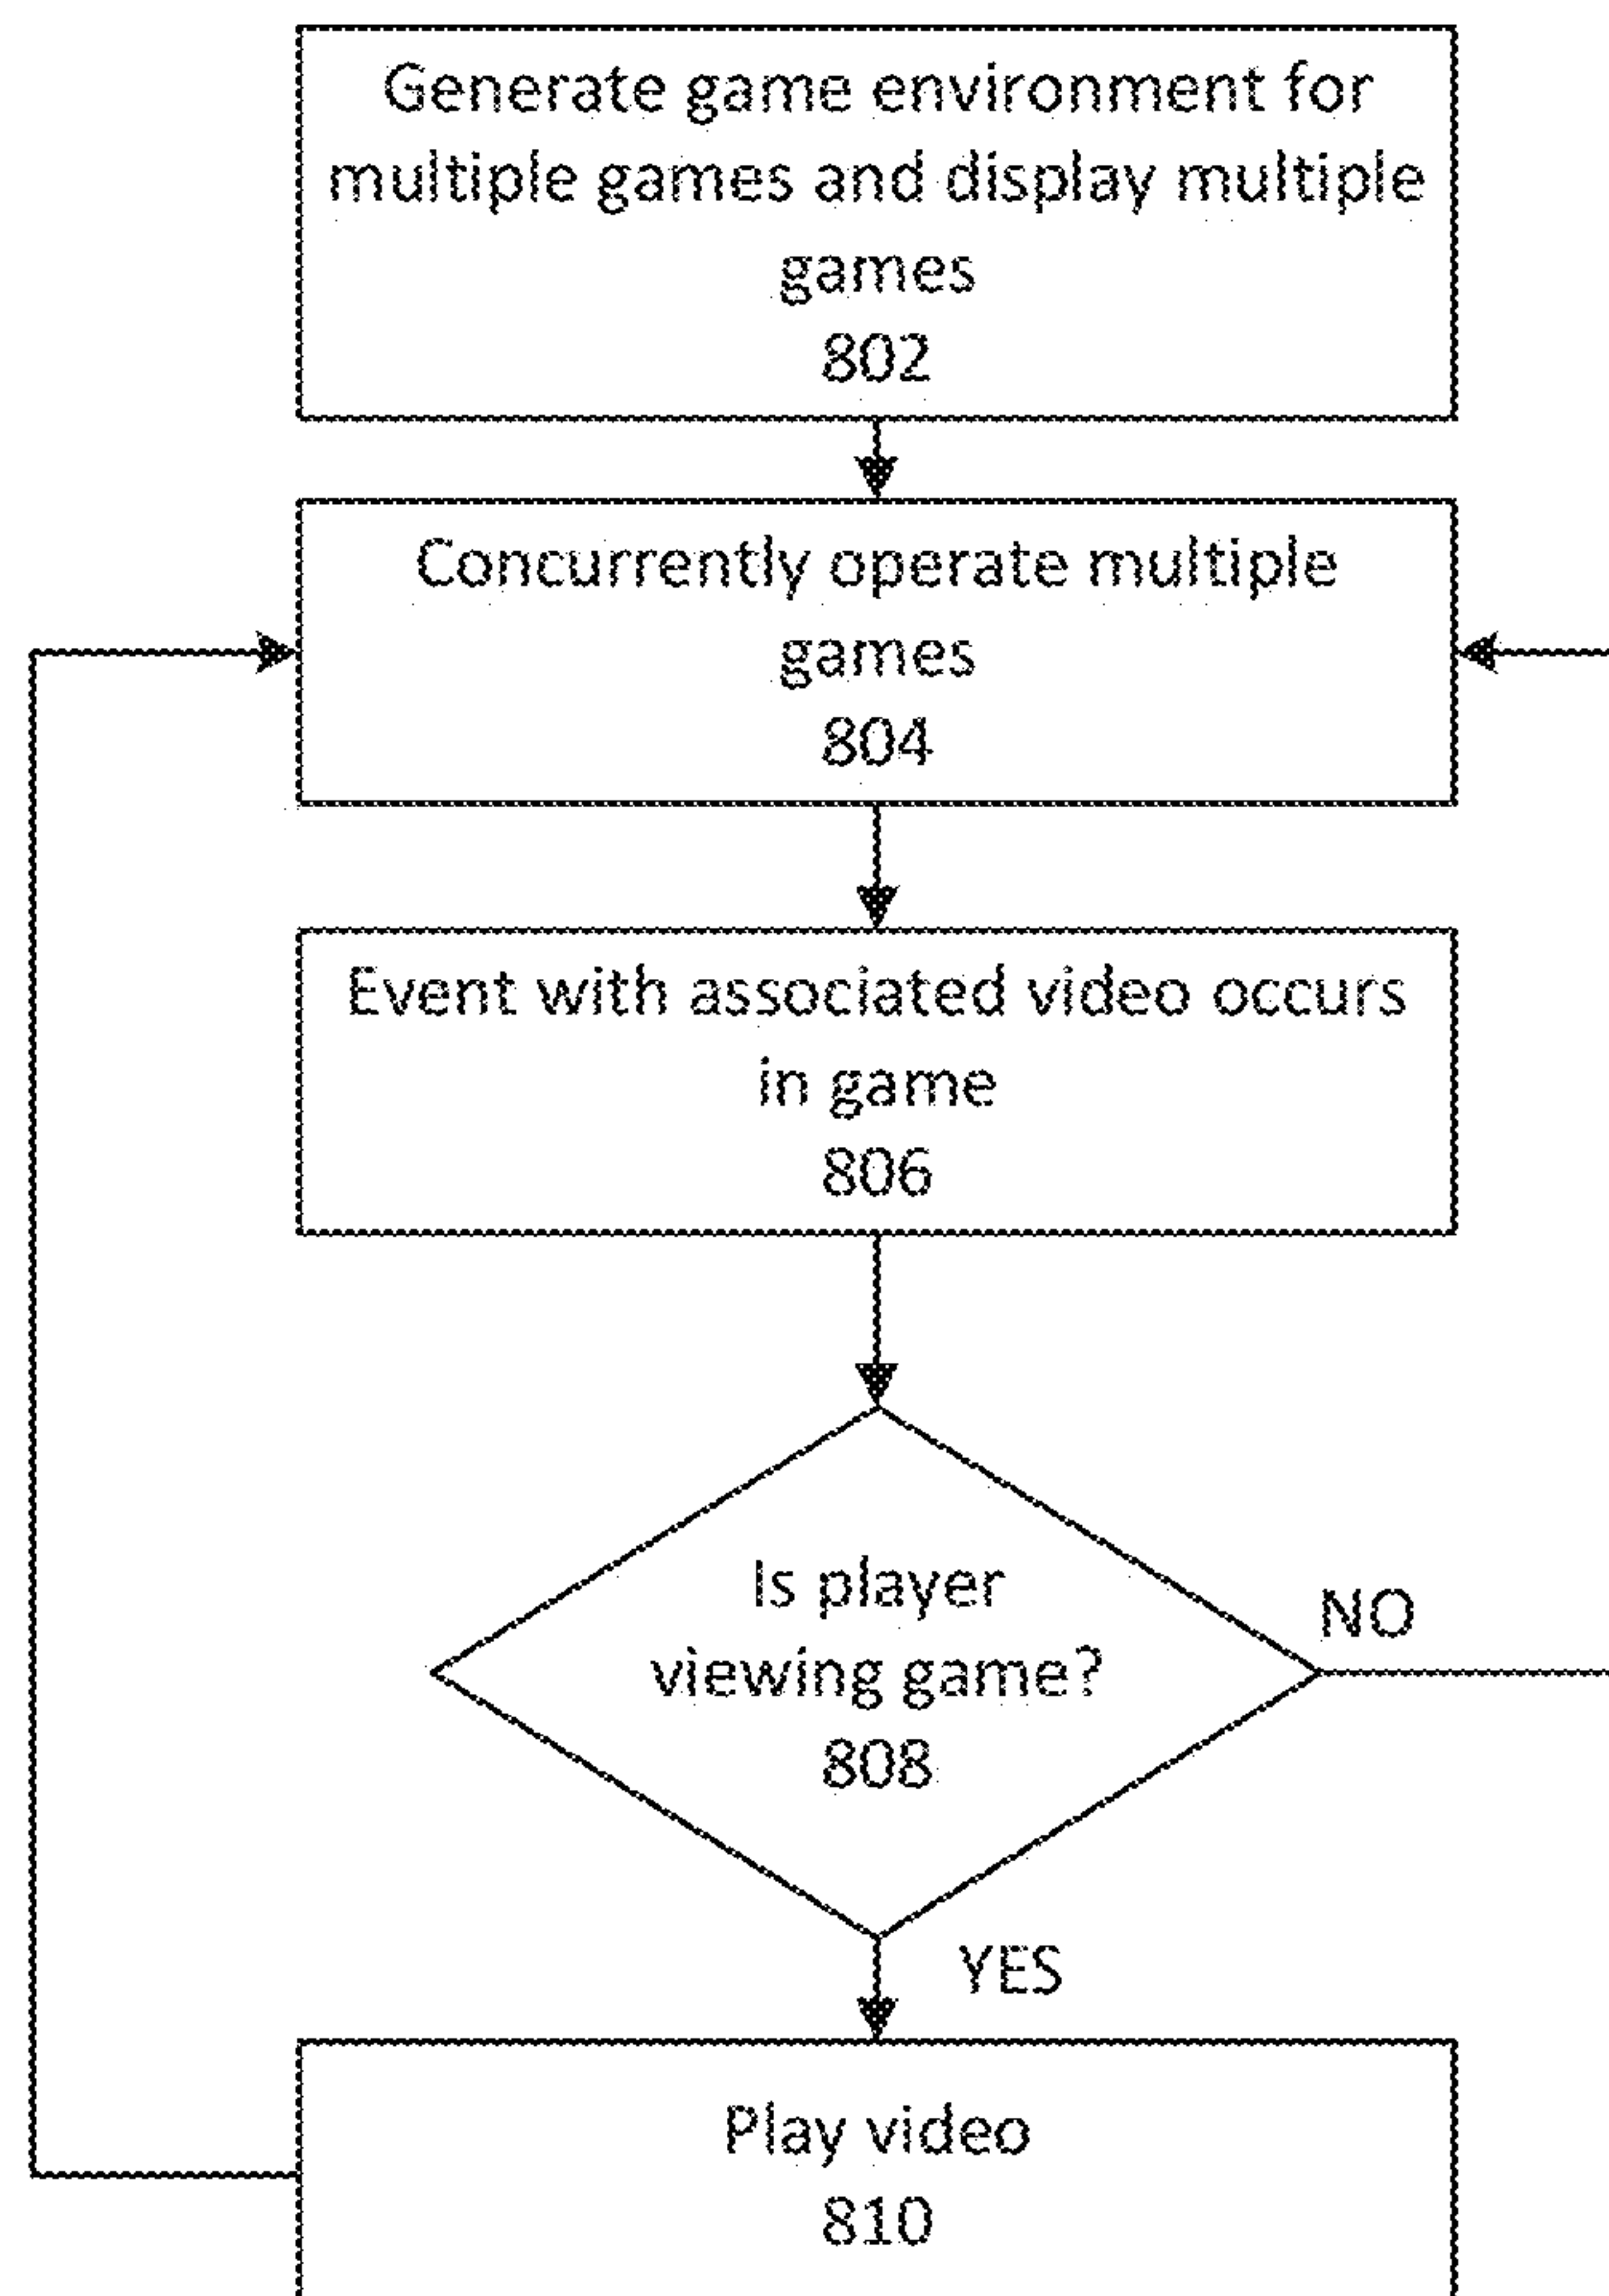 Generate game environment for
multiple games and display multiple
games
802
Concurrently operate multiple
games
804
Event with associated video occurs
in game
806
Is player
viewing game?
808
NO
YES
Play video
810